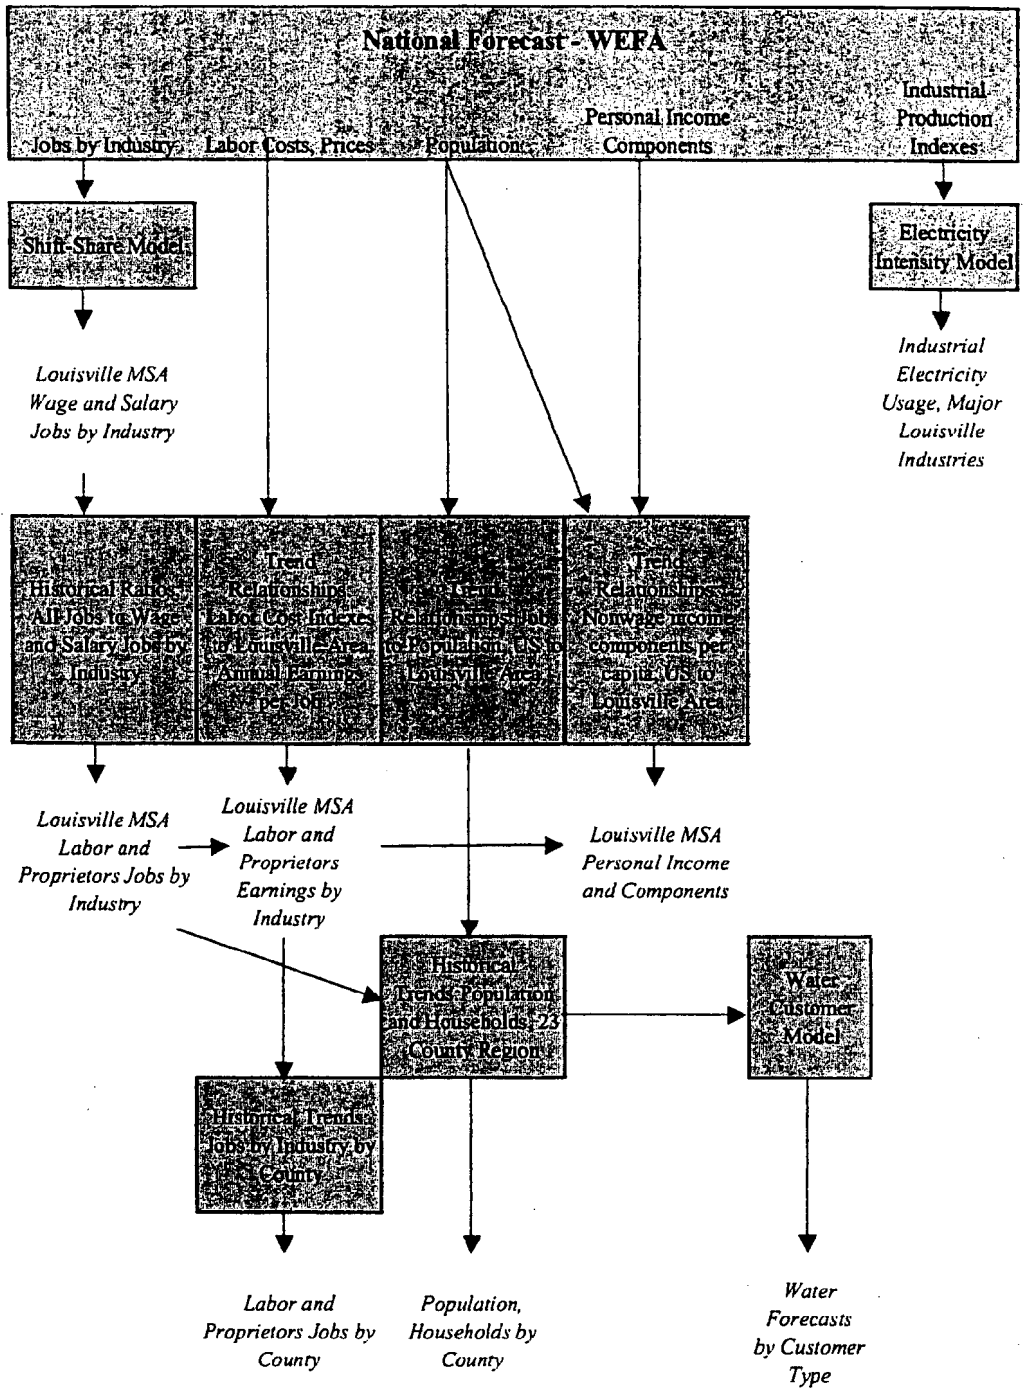 National Forecast - WEFA
Jobs by Industry
Labor Costs, Prices
Population
Personal Income
Components
Industrial
Production
Indexes
Shift-Share Model
Electricity
Intensity Model
Louisville MSA
Wage and Salary
Jobs by Industry
Industrial
Electricity
Usage, Major
Louisville
Industries
Historical Ratios
All Jobs to Wage
and Salary Jobs by
Industry
Trend
Relationships
Labor Cost Indexes
to Louisville Area
Annual Earnings
per Job
Trend
Relationships: Jobs
to Population, US to
Louisville Area
Trend
Relationships
Nonwage income
components per
capita, US to
Louisville Area
Louisville MSA
Labor and
Proprietors Jobs by
Industry
Louisville MSA
Labor and
Proprietors
Earnings by
Industry
Louisville MSA
Personal Income
and Components
Historical
Trends-Population
and Households, 23
County Region
Water
Customer
Model
Historical Trends
Jobs by Industry by
County
Labor and
Proprietors Jobs by
County
Population,
Households by
County
Water
Forecasts
by Customer
Type